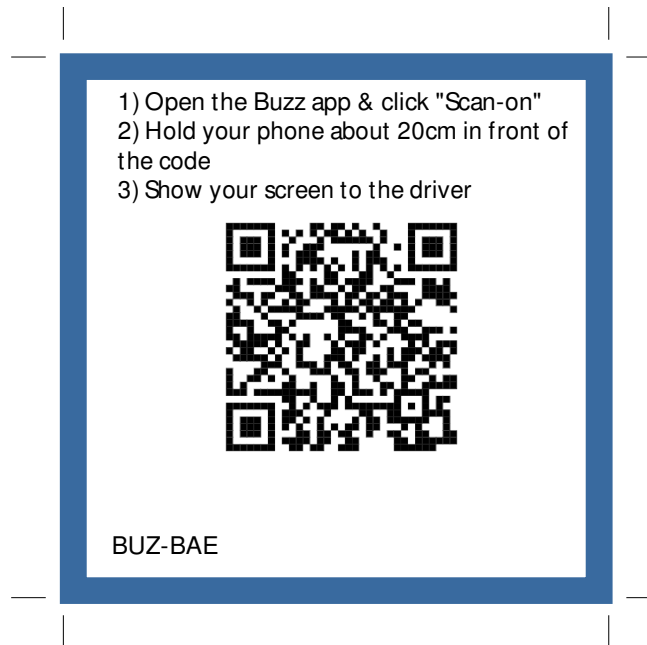 1) Open the Buzz app & click "Scan-on"
2) Hold your phone about 20cm in front of
the code
3) Show your screen to the driver
BUZ-BAE